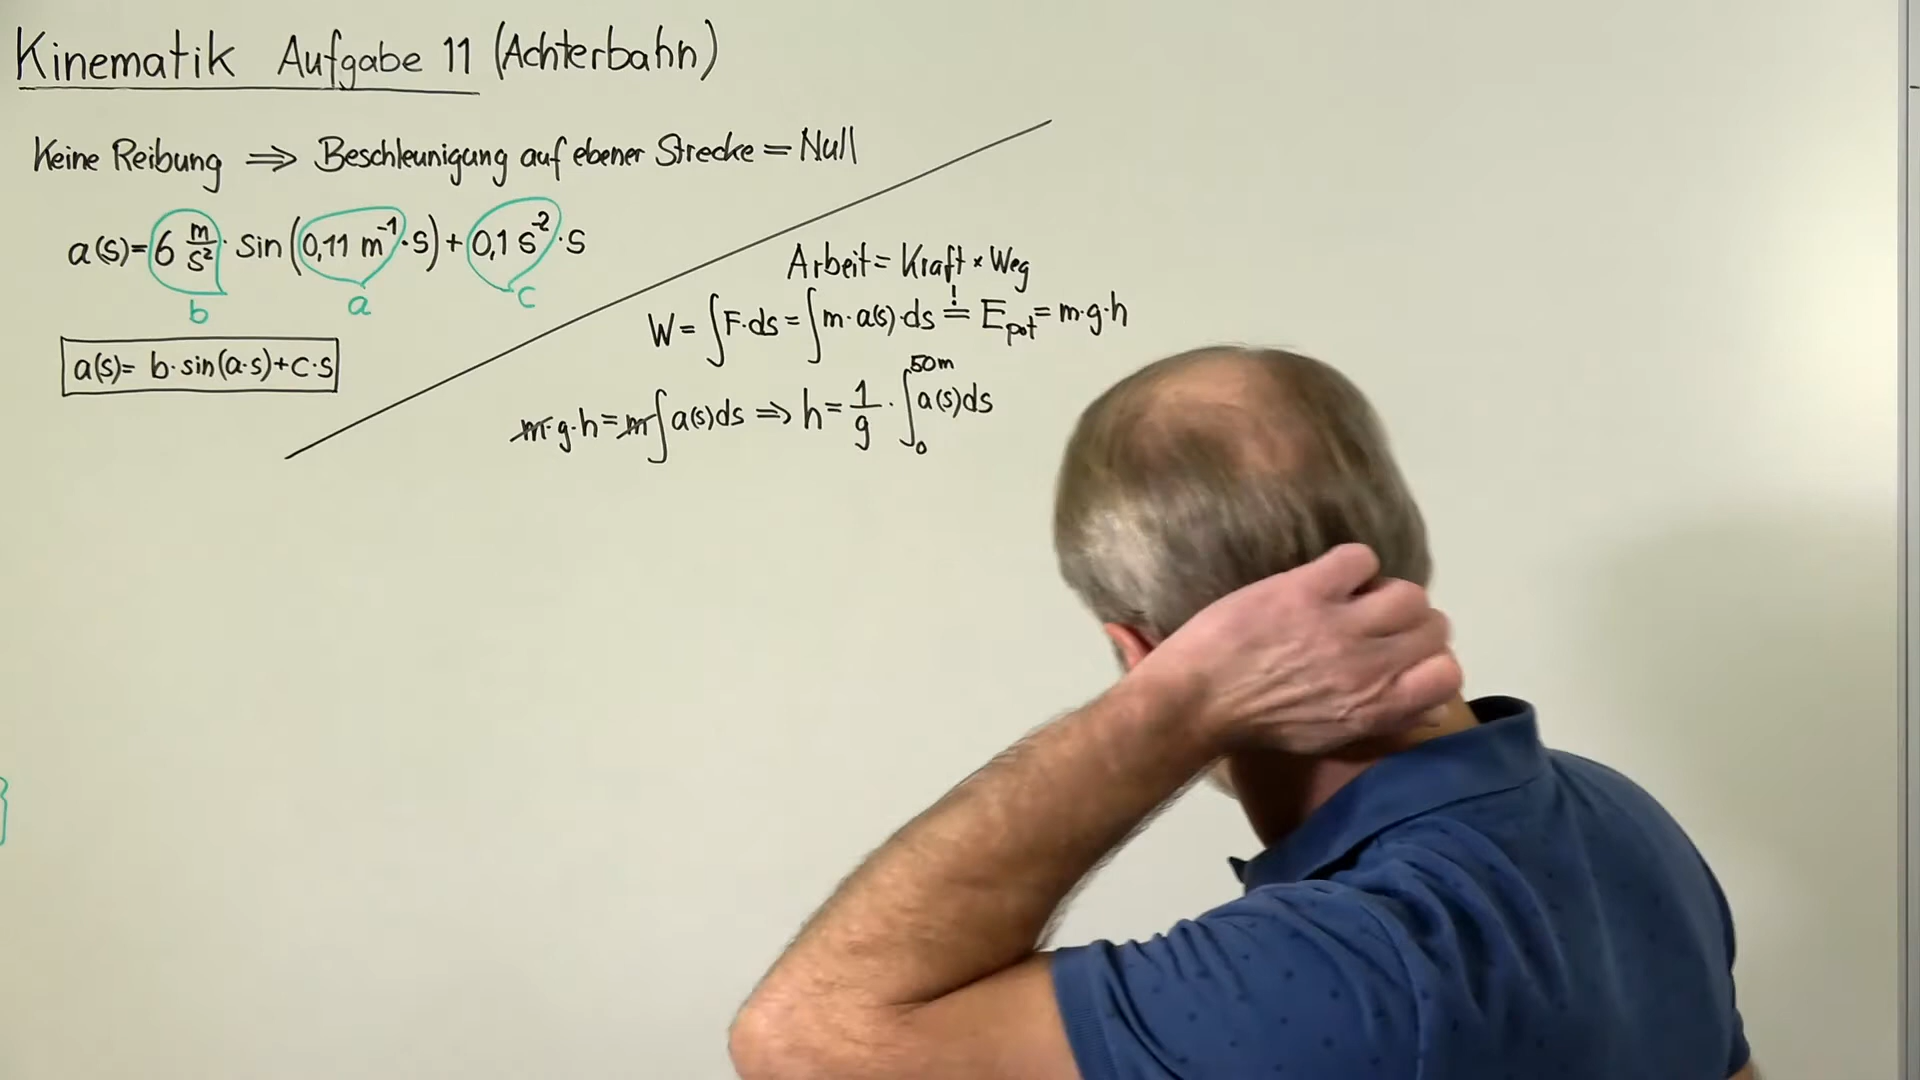 Kinematik Aufgabe 11 (Achterbahn)
Keine Reibung ⟹ Beschleunigung auf ebener Strecke = Null
a(s) = 6 m/s² · sin(0,11 m⁻¹ · s) + 0,1 s⁻² · s
b a c
a(s) = b · sin(a · s) + c · s
Arbeit = Kraft × Weg
W = ∫F · ds = ∫m · a(s) · ds =! E_pot = m · g · h
m · g · h = m∫a(s)ds ⟹ h = 1/g · ∫₀^50m a(s)ds